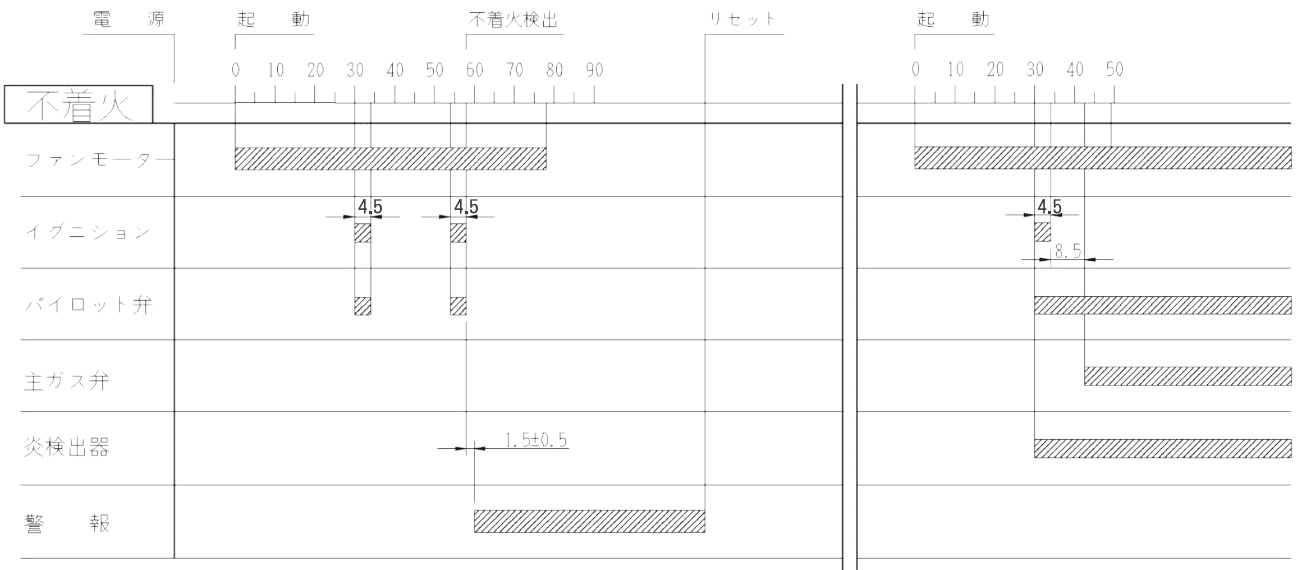 電 源 起 動 不着火検出 リセット 起 動
0 10 20 30 40 50 60 70 80 90 0 10 20 30 40 50
不着火
ファンモーター
4.5 4.5 4.5
イグニション
8.5
パイロット弁
主ガス弁
炎検出器 1.5±0.5
警 報